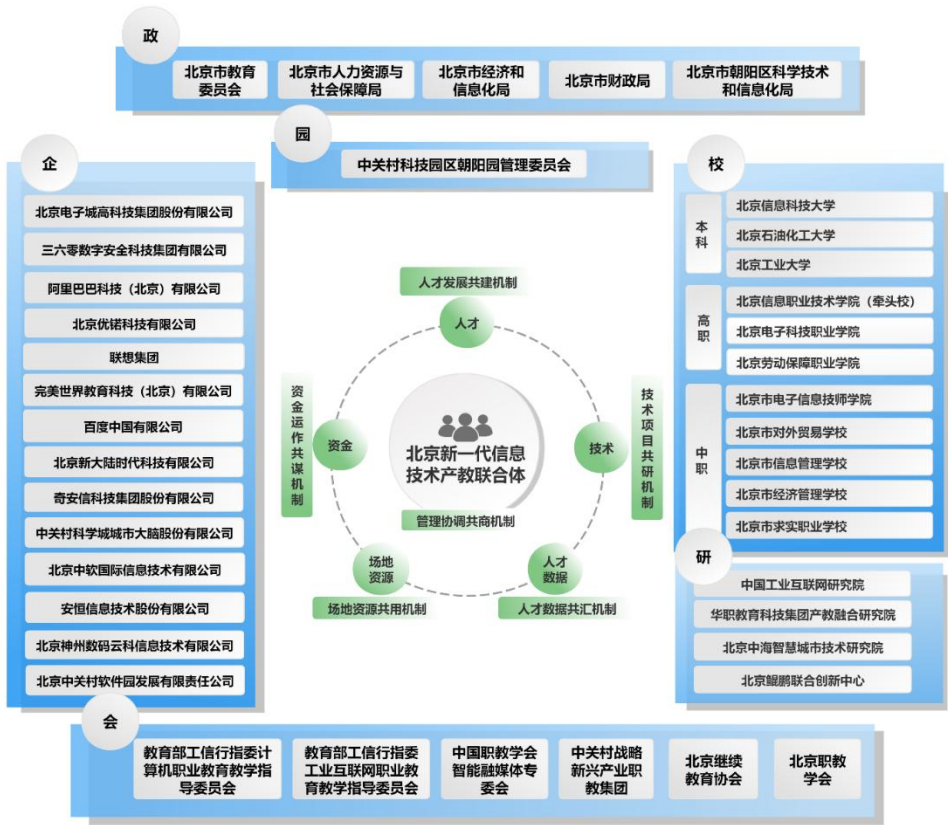 政
北京市教育
委员会
北京市人力资源与
社会保障局
北京市经济和
信息化局
北京市财政局
北京市朝阳区科学技术
和信息化局
园
中关村科技园区朝阳园管理委员会
企
北京电子城高科技集团股份有限公司
三六零数字安全科技集团有限公司
阿里巴巴科技（北京）有限公司
北京优诺科技有限公司
联想集团
完美世界教育科技（北京）有限公司
百度中国有限公司
北京新大陆时代科技有限公司
奇安信科技集团股份有限公司
中关村科学城城市大脑股份有限公司
北京中软国际信息技术有限公司
安恒信息技术股份有限公司
北京神州数码云科信息技术有限公司
北京中关村软件园发展有限责任公司
人才发展共建机制
人才
资金运作共谋机制
资金
北京新一代信息
技术产教联合体
管理协调共商机制
技术
技术项目共研机制
场地
资源
场地资源共用机制
人才
数据
人才数据共汇机制
校
本科
北京信息科技大学
北京石油化工大学
北京工业大学
高职
北京信息职业技术学院（牵头校）
北京电子科技职业学院
北京劳动保障职业学院
中职
北京市电子信息技师学院
北京市对外贸易学校
北京市信息管理学校
北京市经济管理学校
北京市求实职业学校
研
中国工业互联网研究院
华职教育科技集团产教融合研究院
北京中海智慧城市技术研究院
北京鲲鹏联合创新中心
会
教育部工信行指委计
算机职业教育教学指
导委员会
教育部工信行指委
工业互联网职业教
育教学指导委员会
中国职教学会
智能融媒体专
委会
中关村战略
新兴产业职
教集团
北京继续
教育协会
北京职教
学会